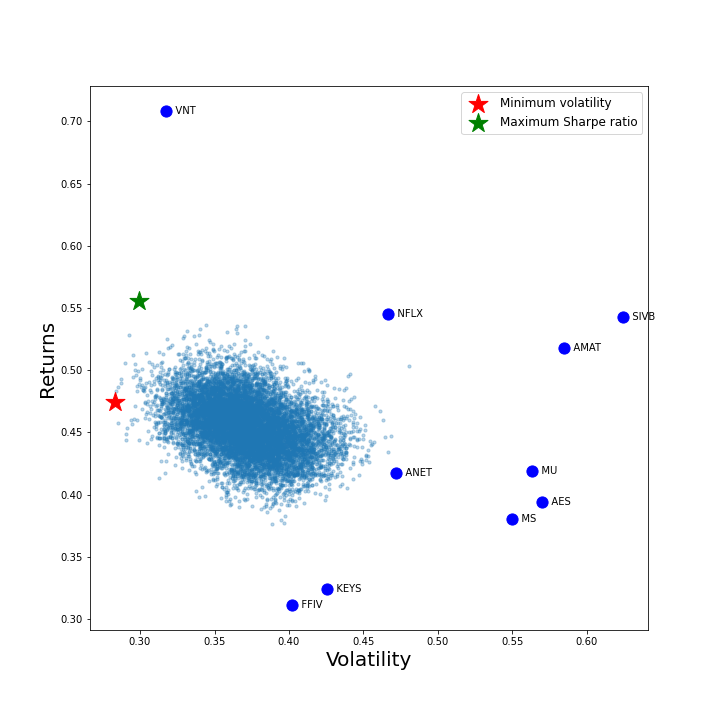 Minimum volatility
Maximum Sharpe ratio
VNT
0.70
0.65
0.60
0.55
NFLX
SIVB
AMAT
0.50
Returns
0.45
ANET
MU
0.40
AES
MS
0.35
KEYS
FFIV
0.30
0.30 0.35 0.40 0.45 0.50 0.55 0.60
Volatility